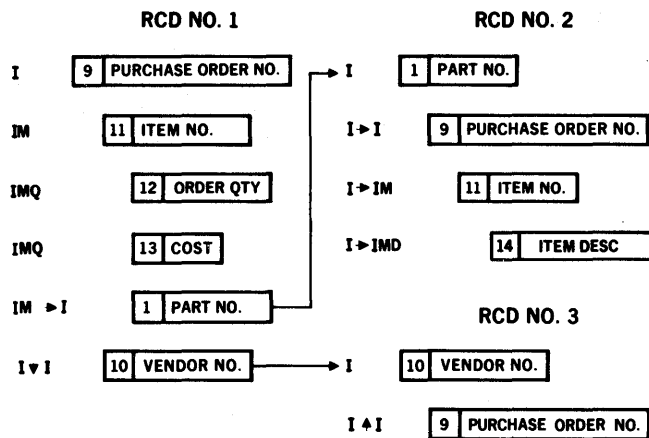 RCD NO. 1
I 9 PURCHASE ORDER NO.
IM 11 ITEM NO.
IMQ 12 ORDER QTY
IMQ 13 COST
IM → I 1 PART NO.
I ▼ I 10 VENDOR NO.
RCD NO. 2
I 1 PART NO.
I → I 9 PURCHASE ORDER NO.
I → IM 11 ITEM NO.
I → IMD 14 ITEM DESC
RCD NO. 3
I 10 VENDOR NO.
I ▲ I 9 PURCHASE ORDER NO.